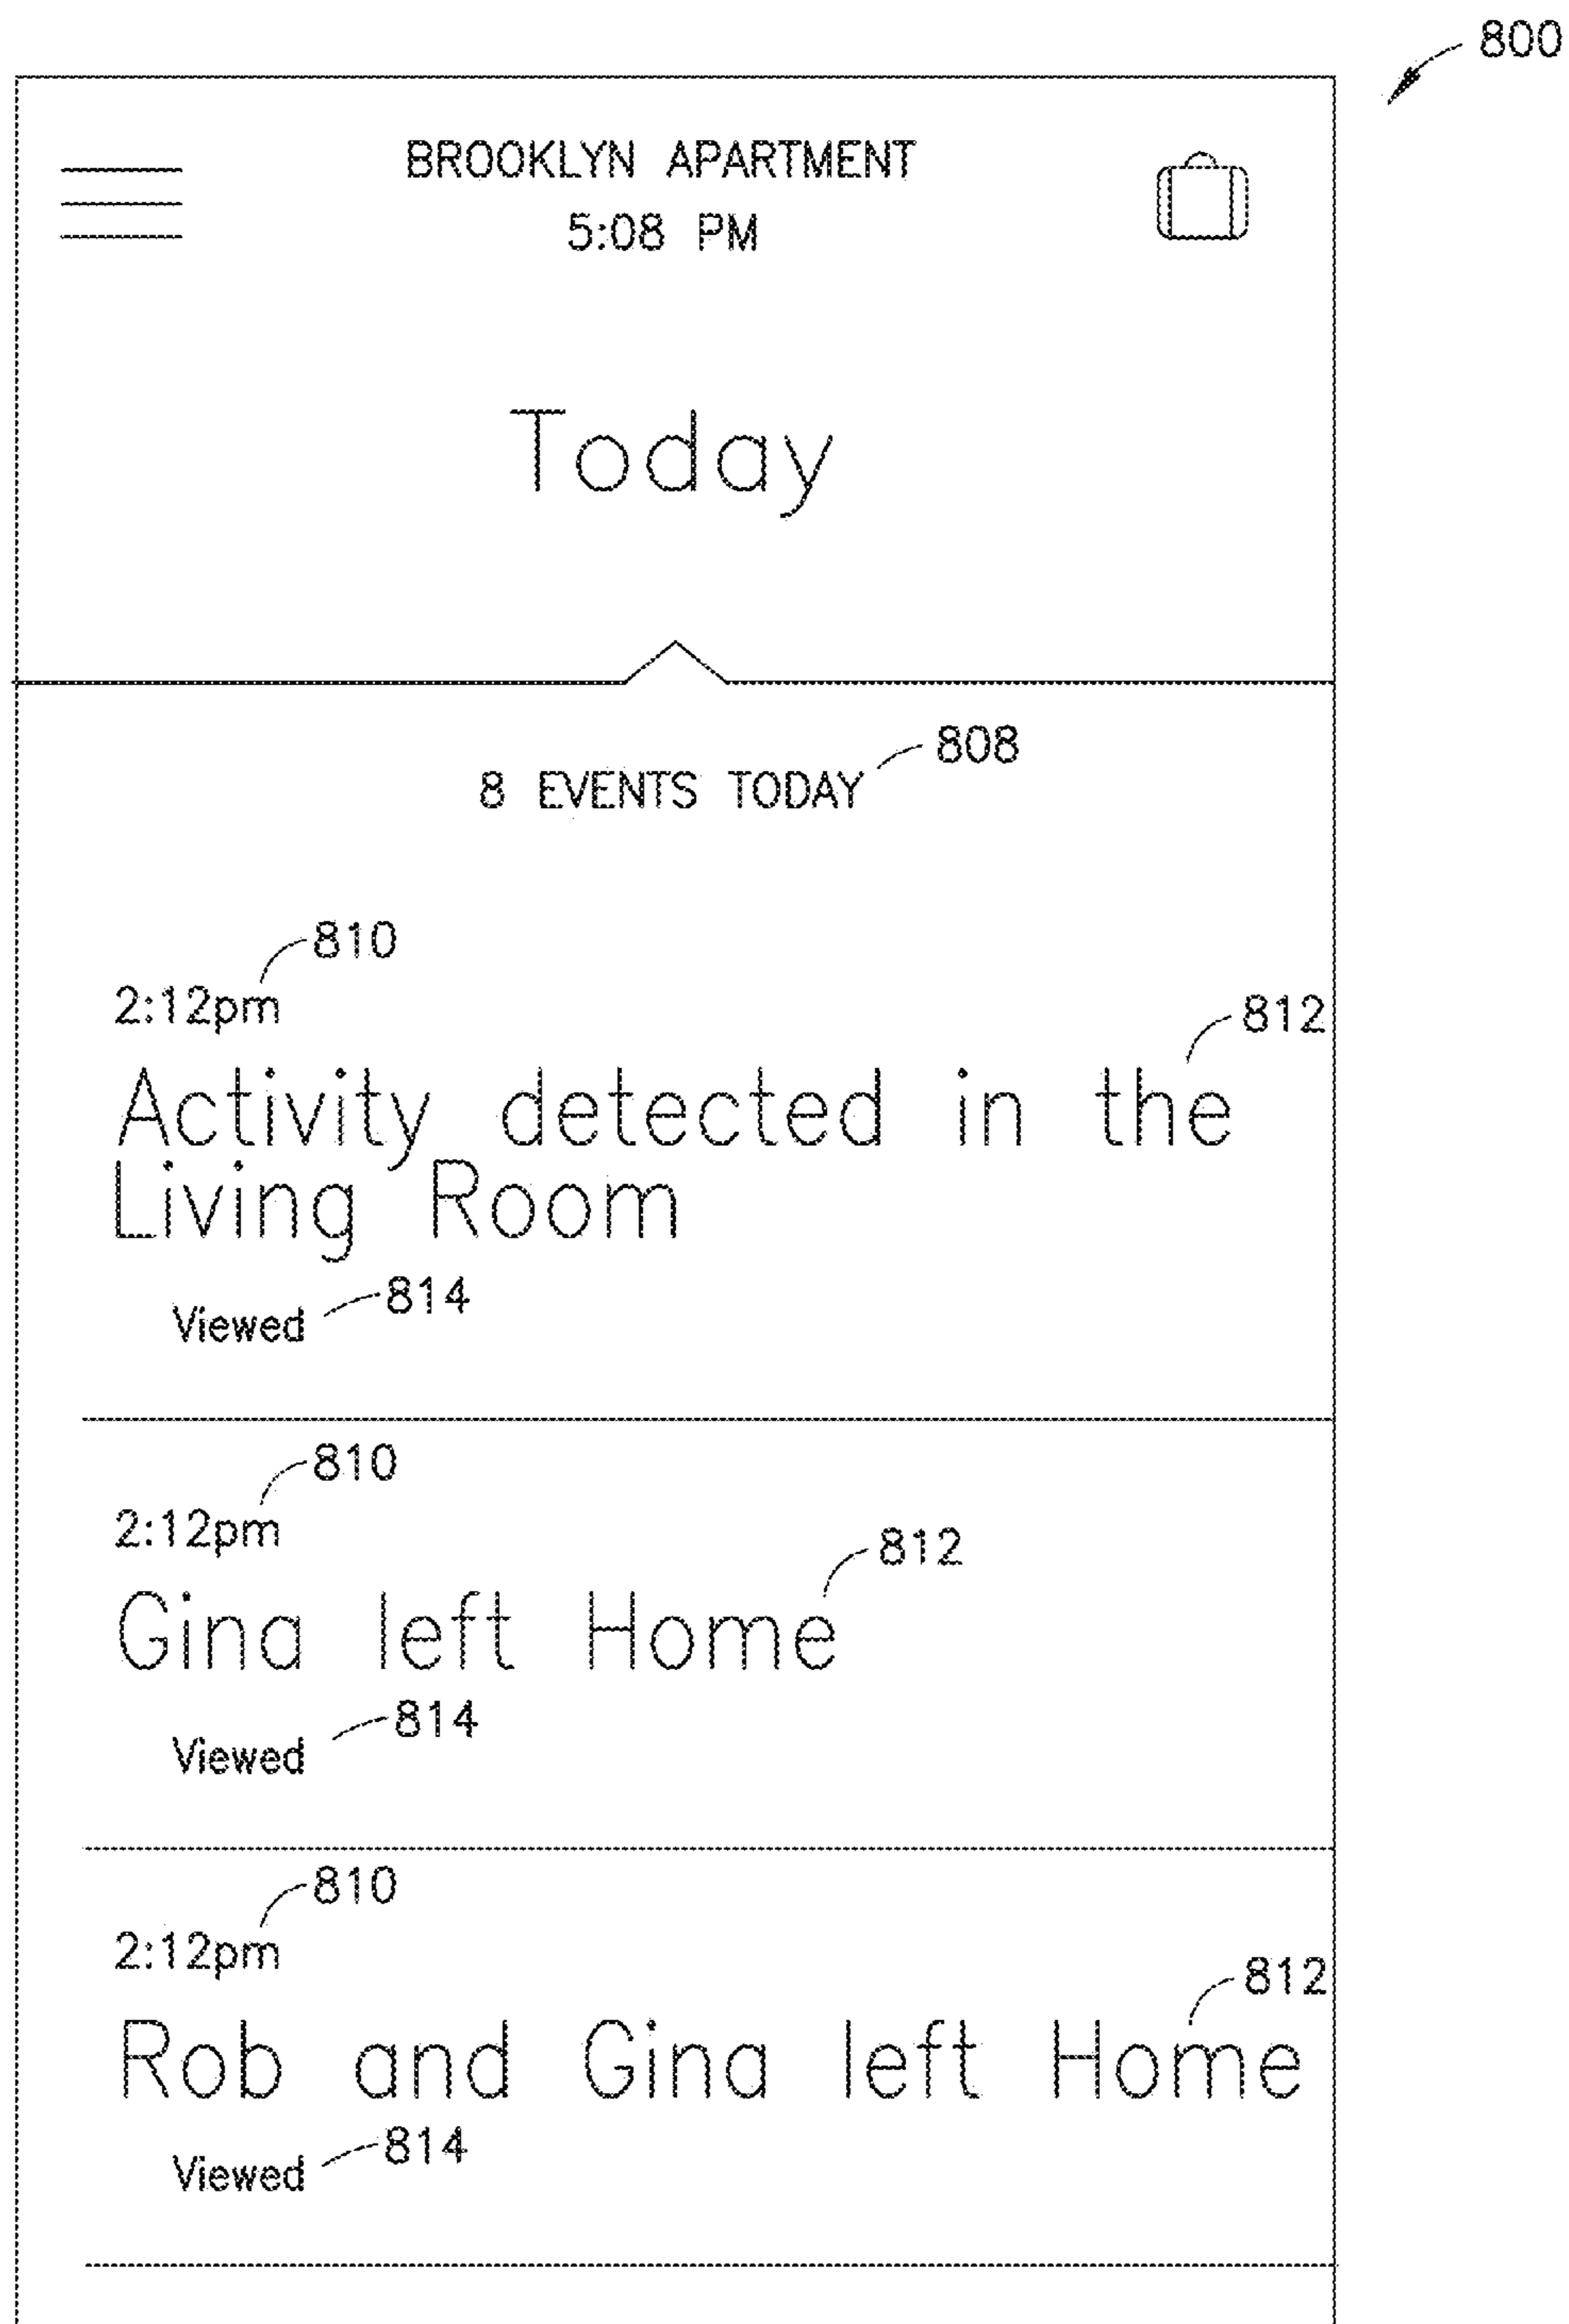 800
BROOKLYN APARTMENT
5:08 PM
Today
808
8 EVENTS TODAY
810
2:12pm
812
Activity detected in the
Living Room
814
Viewed
810
2:12pm
812
Gina left Home
814
Viewed
810
2:12pm
812
Rob and Gina left Home
814
Viewed